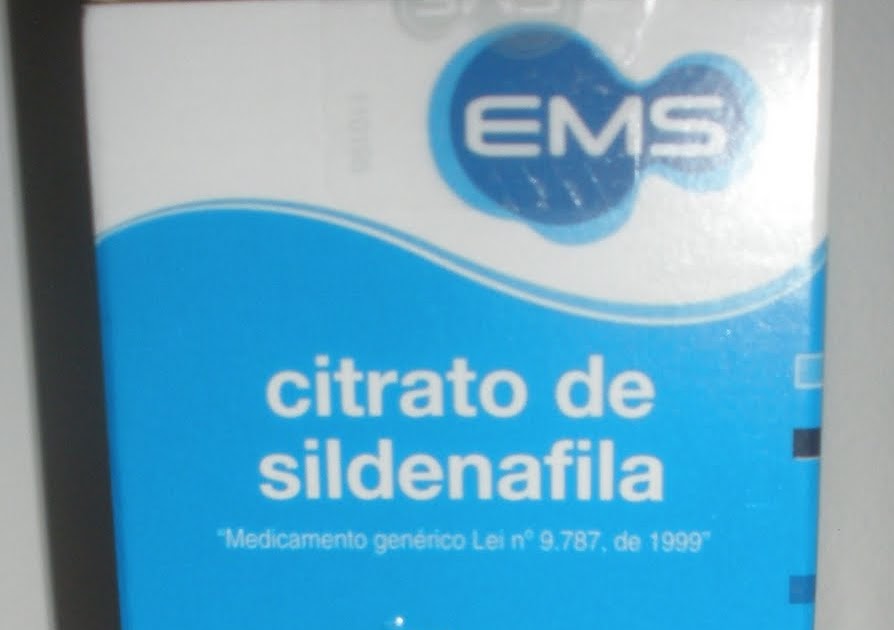 EMS
citrato de
sildenafila
"Medicamento genérico Lei nº 9.787, de 1999"